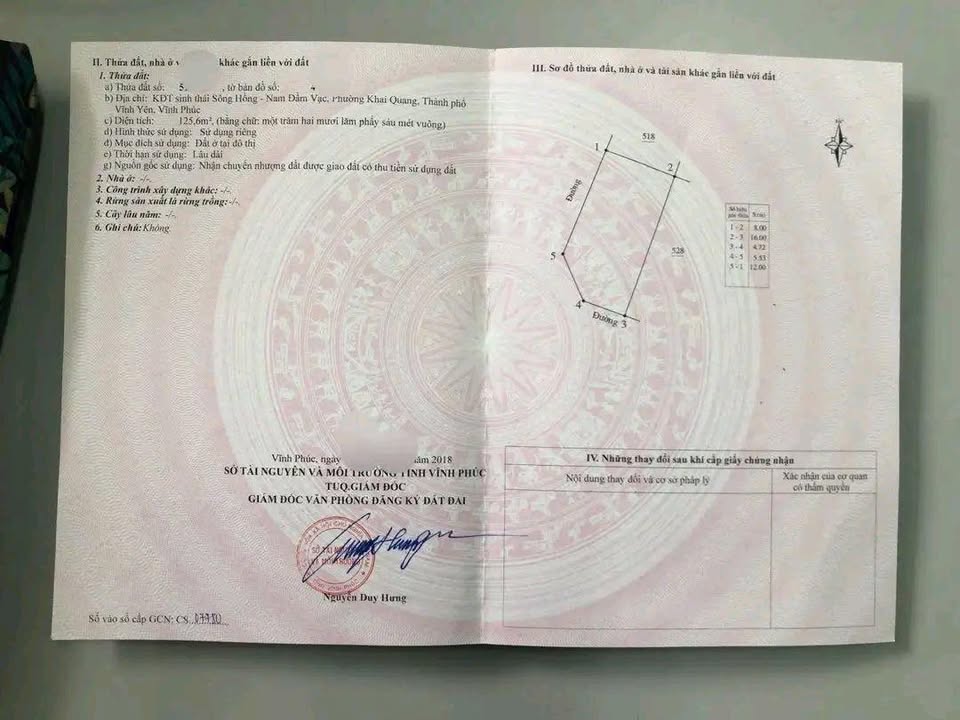 II. Thửa đất, nhà ở v khác gắn liền với đất
1. Thửa đất:
a) Thửa đất số: 5. , tờ bản đồ số:
b) Địa chỉ: KĐT sinh thái Sông Hồng - Nam Đầm Vạc, Phường Khai Quang, Thành phố
Vĩnh Yên, Vĩnh Phúc
c) Diện tích: 125,6m², (bằng chữ: một trăm hai mươi lăm phẩy sáu mét vuông)
d) Hình thức sử dụng: Sử dụng riêng
đ) Mục đích sử dụng: Đất ở tại đô thị
e) Thời hạn sử dụng: Lâu dài
g) Nguồn gốc sử dụng: Nhận chuyển nhượng đất được giao đất có thu tiền sử dụng đất
2. Nhà ở: -/-.
3. Công trình xây dựng khác: -/-.
4. Rừng sản xuất là rừng trồng: -/-.
5. Cây lâu năm: -/-.
6. Ghi chú: Không
Vĩnh Phúc, ngày năm 2018
SỞ TÀI NGUYÊN VÀ MÔI TRƯỜNG TỈNH VĨNH PHÚC
TUQ.GIÁM ĐỐC
GIÁM ĐỐC VĂN PHÒNG ĐĂNG KÝ ĐẤT ĐAI
SỞ TÀI NGUYÊN
VÀ MÔI TRƯỜNG
Nguyễn Duy Hưng
Số vào sổ cấp GCN: CS 07780
III. Sơ đồ thửa đất, nhà ở và tài sản khác gắn liền với đất
518
1
2
Đường
528
5
4
Đường 3
Số hiệu góc thửa S (m)
1 - 2 8.00
2 - 3 16.00
3 - 4 4.72
4 - 5 5.53
5 - 1 12.00
IV. Những thay đổi sau khi cấp giấy chứng nhận
Nội dung thay đổi và cơ sở pháp lý
Xác nhận của cơ quan
có thẩm quyền